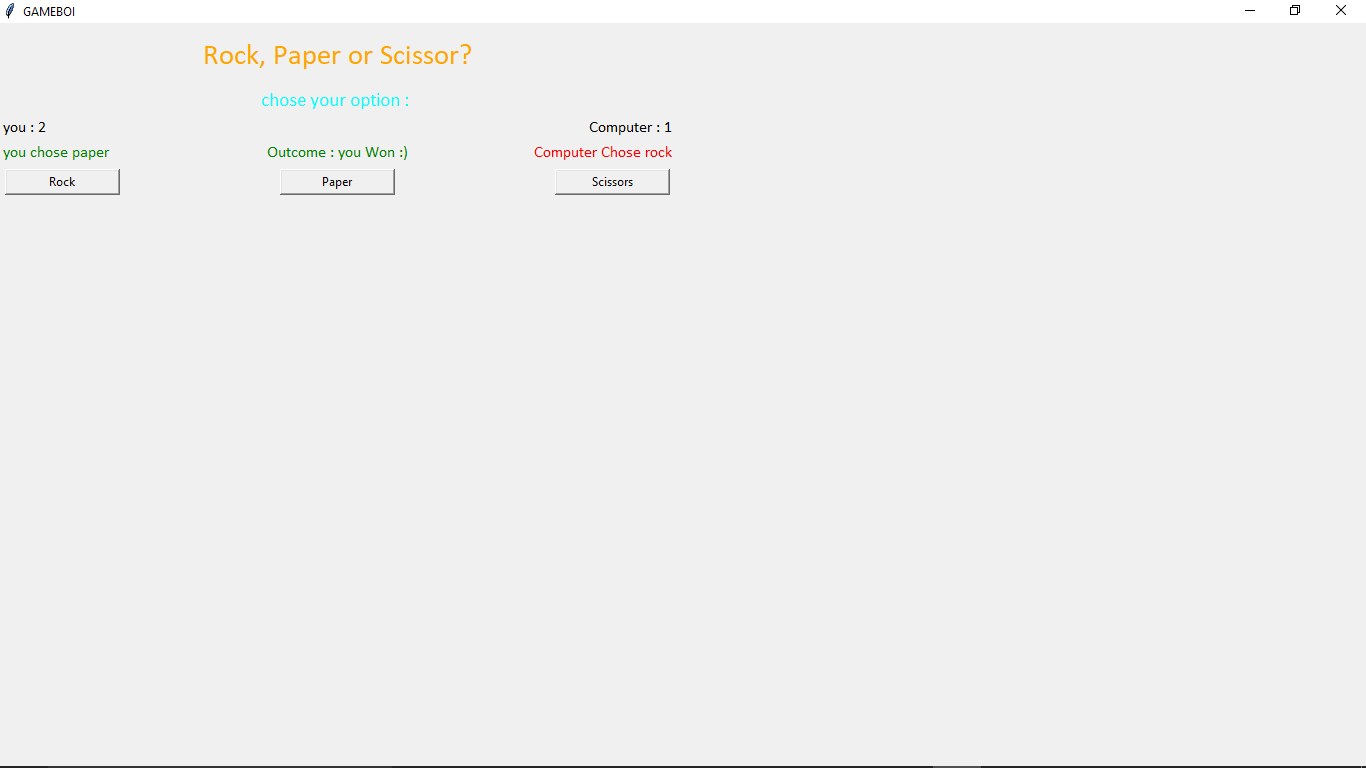 GAMEBOI
Rock, Paper or Scissor?
chose your option :
you : 2 Computer : 1
you chose paper Outcome : you Won :) Computer Chose rock
Rock Paper Scissors